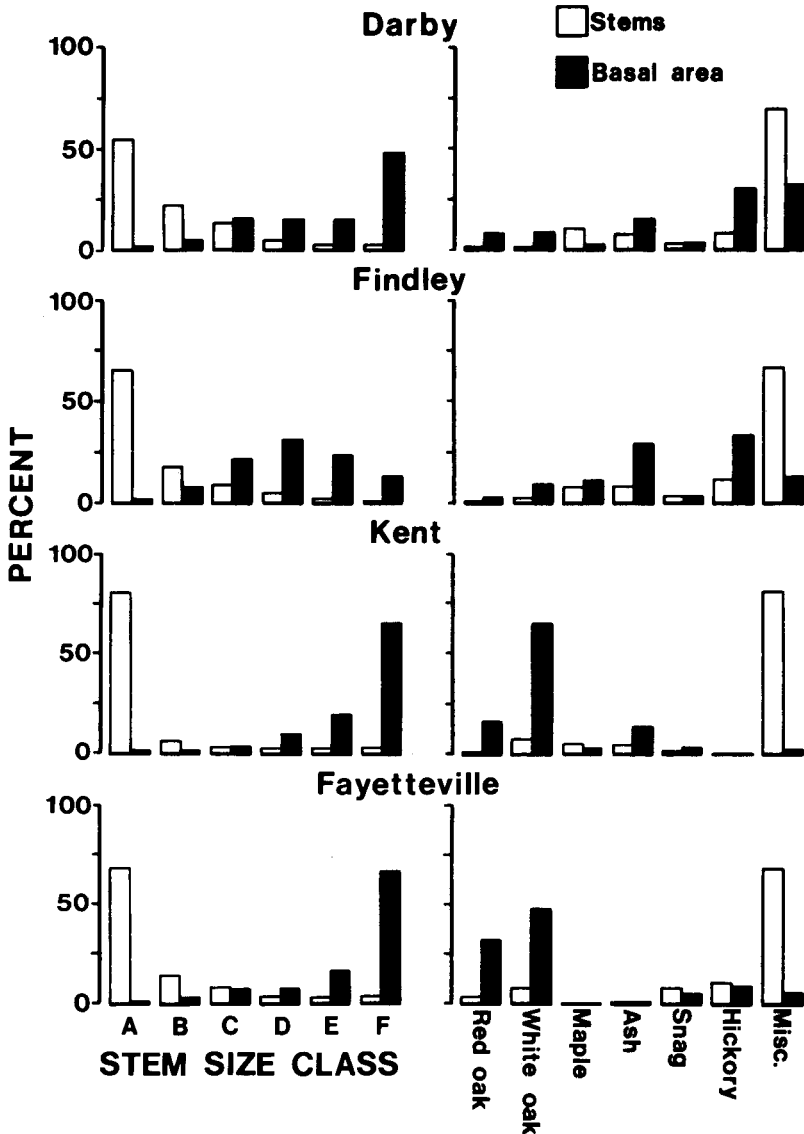 Darby
Stems
Basal area
100
50
0
Findley
100
50
0
Kent
100
50
0
Fayetteville
100
50
0
PERCENT
A B C D E F
STEM SIZE CLASS
Red oak
White oak
Maple
Ash
Snag
Hickory
Misc.